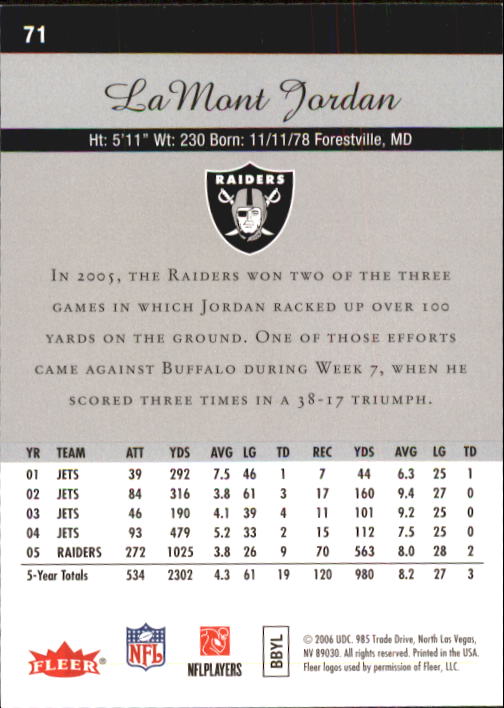 71
LaMont Jordan
Ht: 5'11" Wt: 230 Born: 11/11/78 Forestville, MD
RAIDERS
In 2005, the Raiders won two of the three
games in which Jordan racked up over 100
yards on the ground. One of those efforts
came against Buffalo during Week 7, when he
scored three times in a 38-17 triumph.
YR TEAM ATT YDS AVG LG TD REC YDS AVG LG TD
01 JETS 39 292 7.5 46 1 7 44 6.3 25 1
02 JETS 84 316 3.8 61 3 17 160 9.4 27 0
03 JETS 46 190 4.1 39 4 11 101 9.2 25 0
04 JETS 93 479 5.2 33 2 15 112 7.5 25 0
05 RAIDERS 272 1025 3.8 26 9 70 563 8.0 28 2
5-Year Totals 534 2302 4.3 61 19 120 980 8.2 27 3
FLEER®
NFL
NFLPLAYERS
BBYL
© 2006 UDC. 985 Trade Drive, North Las Vegas,
NV 89030. All rights reserved. Printed in the USA.
Fleer logos used by permission of Fleer, LLC.